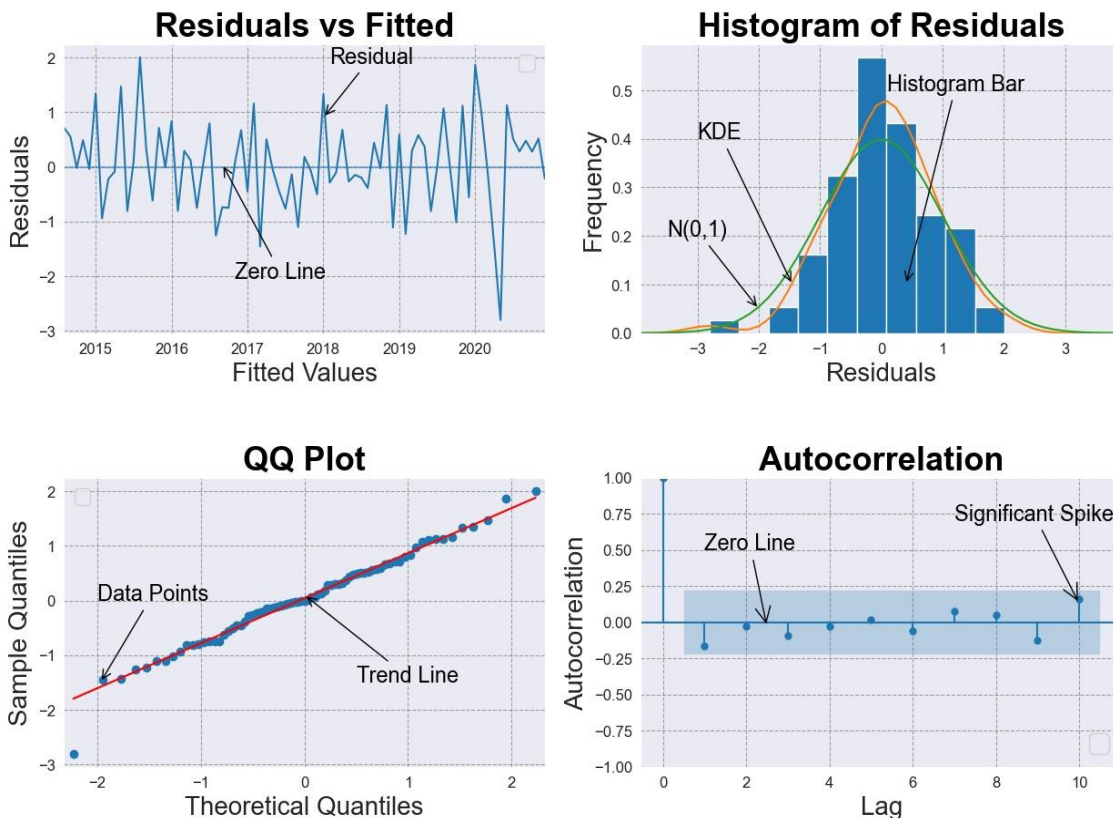 Residuals vs Fitted
Residuals
2
1
0
−1
−2
−3
Residual
Zero Line
2015
2016
2017
2018
2019
2020
Fitted Values
Histogram of Residuals
Frequency
0.5
0.4
0.3
0.2
0.1
0.0
Histogram Bar
KDE
N(0,1)
−3
−2
−1
0
1
2
3
Residuals
QQ Plot
Sample Quantiles
2
1
0
−1
−2
−3
Data Points
Trend Line
−2
−1
0
1
2
Theoretical Quantiles
Autocorrelation
Autocorrelation
1.00
0.75
0.50
0.25
0.00
−0.25
−0.50
−0.75
−1.00
Significant Spike
Zero Line
0
2
4
6
8
10
Lag